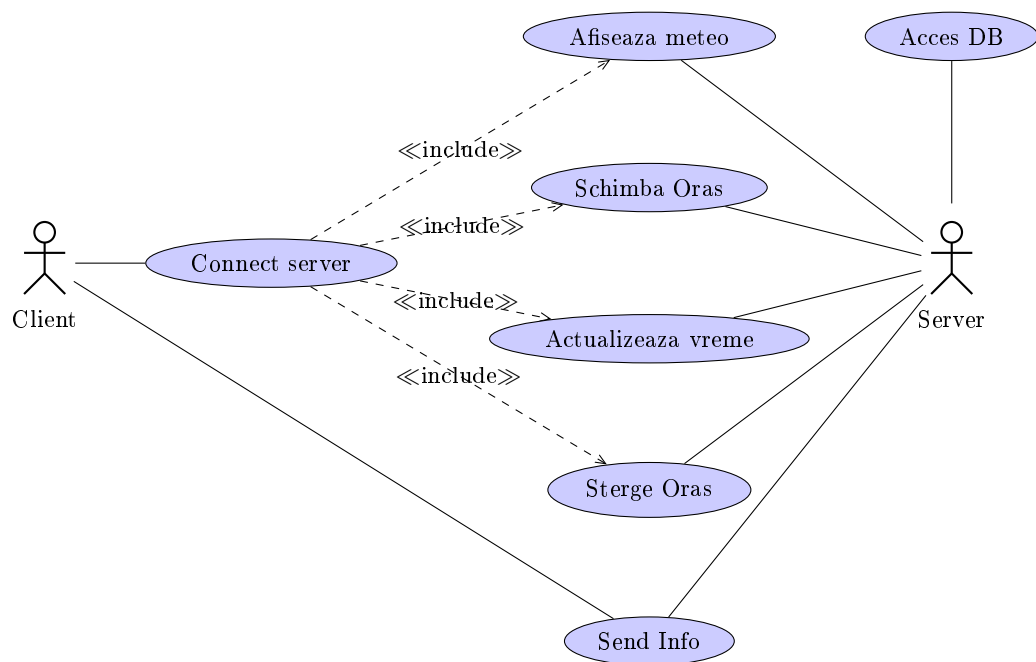 Afiseaza meteo
Acces DB
≪include≫
Schimba Oras
≪include≫
Connect server
≪include≫
Client
Server
Actualizeaza vreme
≪include≫
Sterge Oras
Send Info